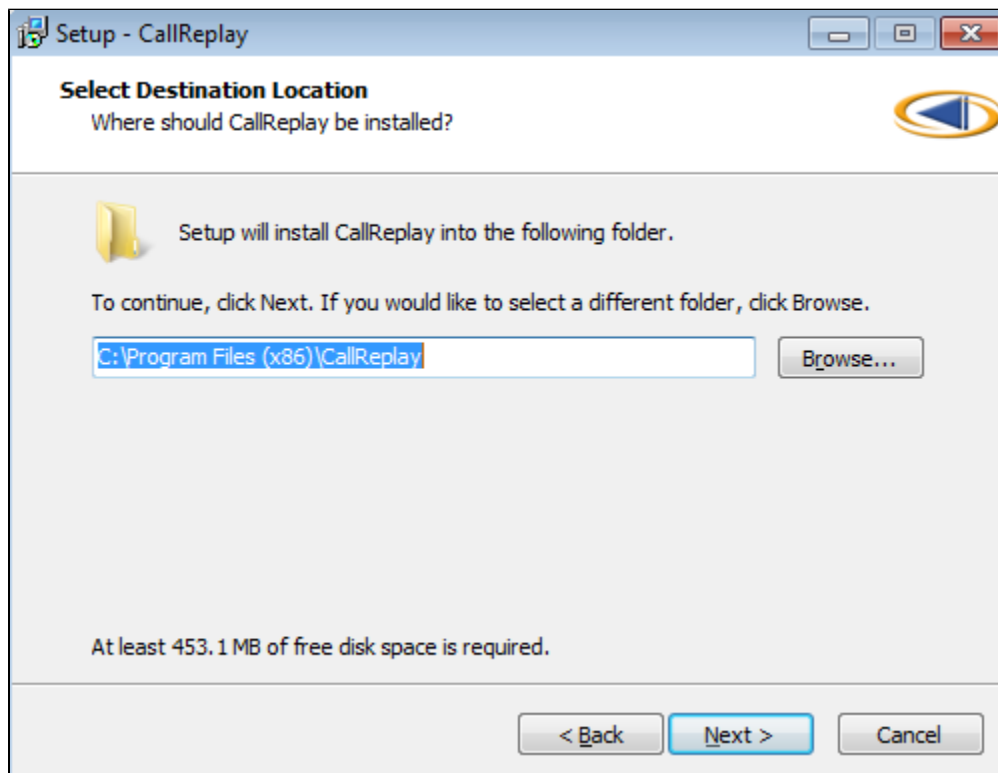 Setup - CallReplay
Select Destination Location
Where should CallReplay be installed?
Setup will install CallReplay into the following folder.
To continue, click Next. If you would like to select a different folder, click Browse.
C:\Program Files (x86)\CallReplay
Browse...
At least 453.1 MB of free disk space is required.
< Back
Next >
Cancel